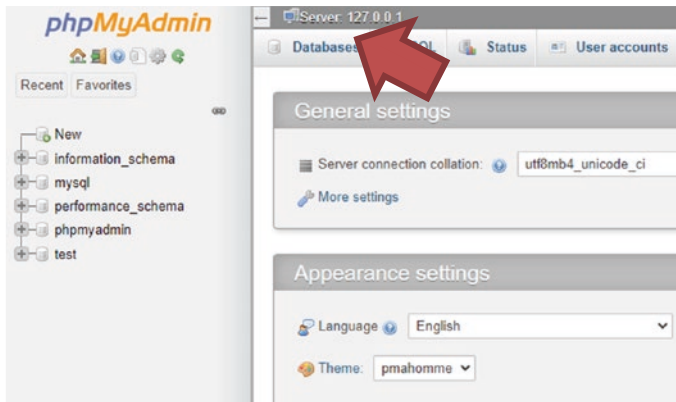 phpMyAdmin
Recent Favorites
New
information_schema
mysql
performance_schema
phpmyadmin
test
Server: 127.0.0.1
Databases Status User accounts
General settings
Server connection collation: utf8mb4_unicode_ci
More settings
Appearance settings
Language English
Theme: pmahomme